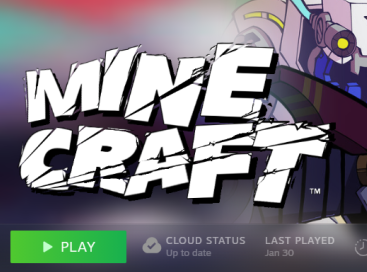 MINE
CRAFT
TM
PLAY
CLOUD STATUS
Up to date
LAST PLAYED
Jan 30